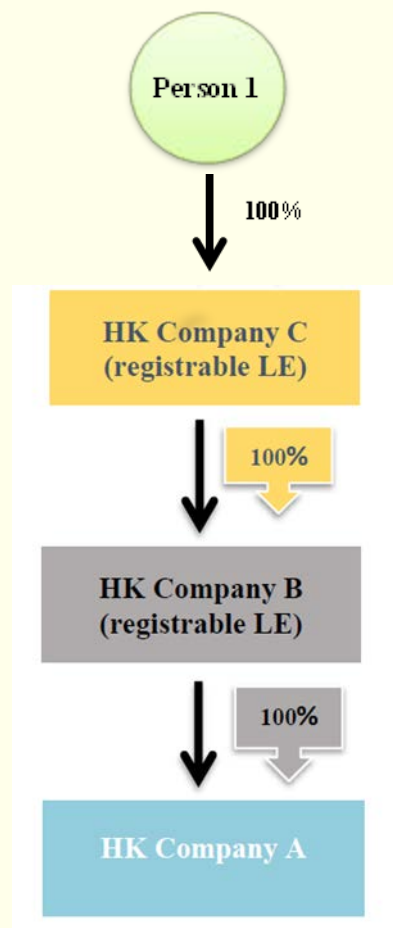 Person 1
100%
HK Company C
(registrable LE)
100%
HK Company B
(registrable LE)
100%
HK Company A